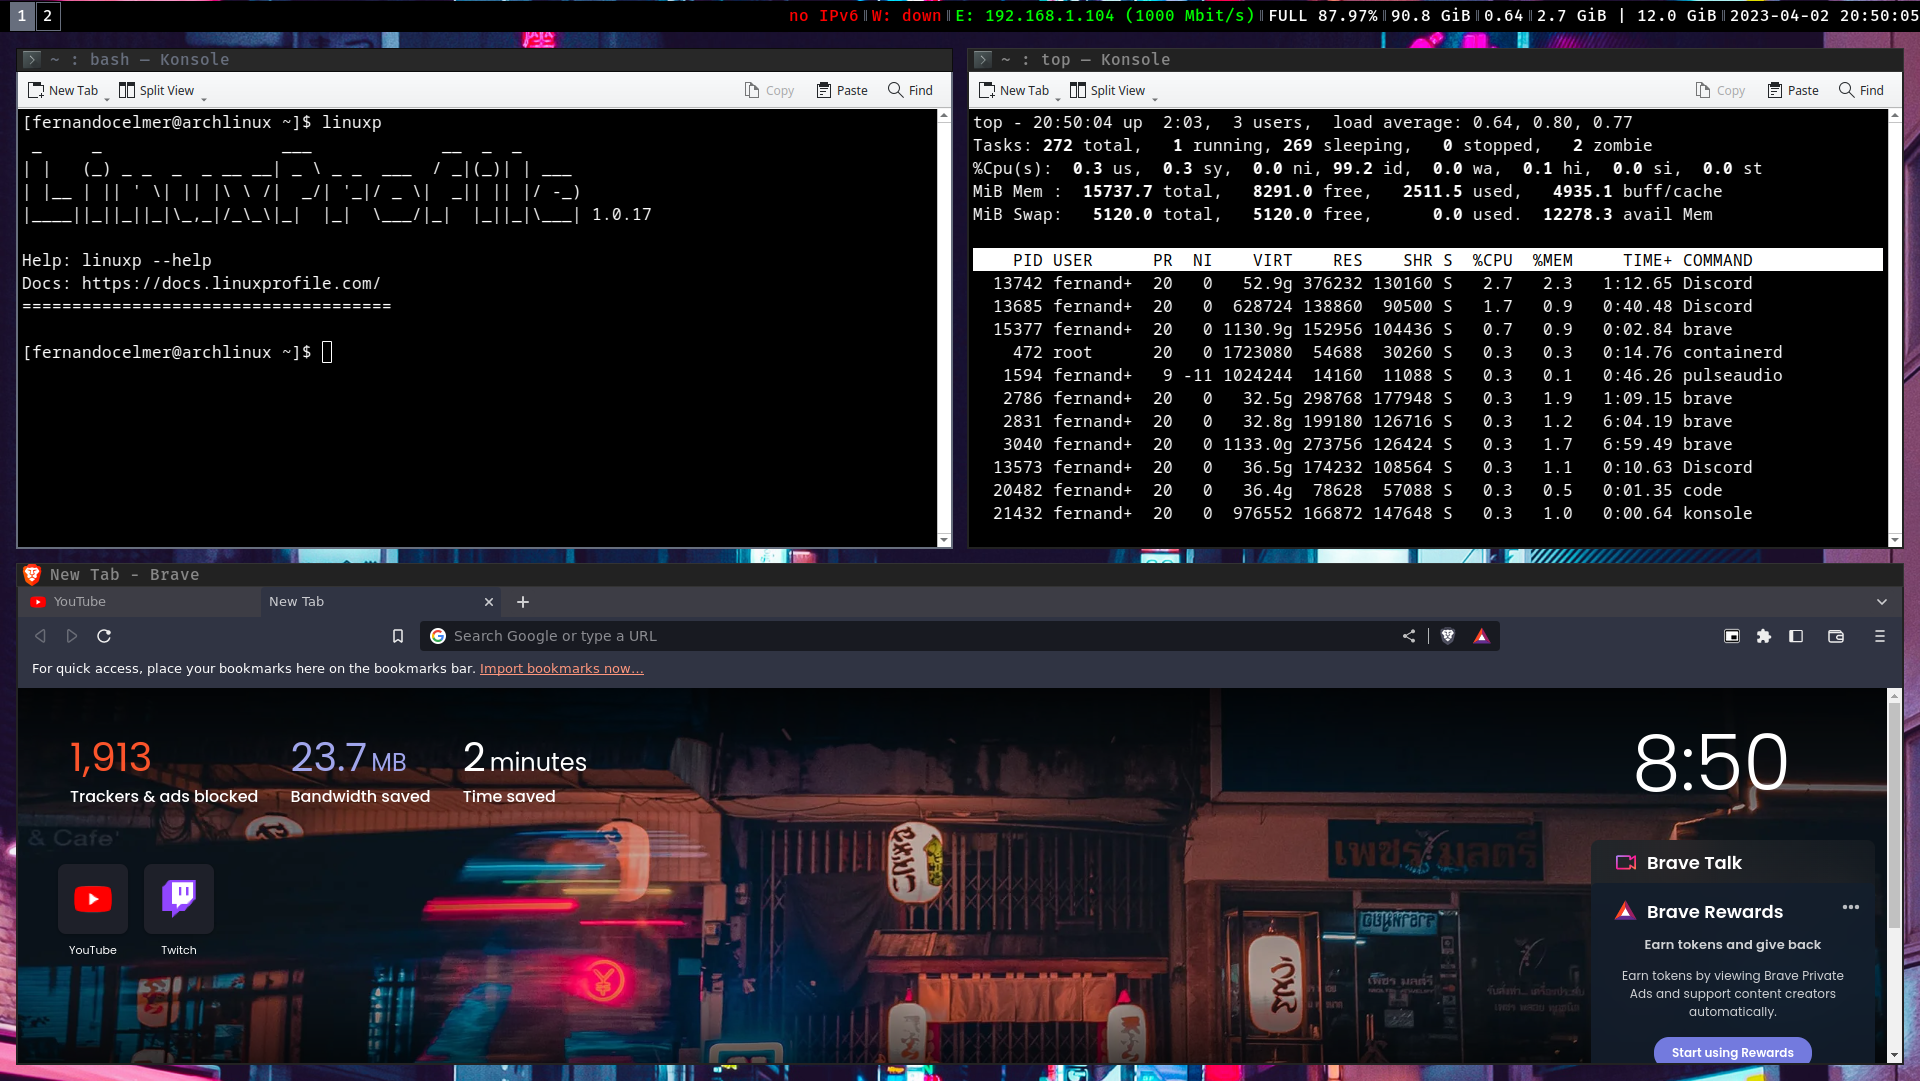 1 2 no IPv6 W: down E: 192.168.1.104 (1000 Mbit/s) FULL 87.97% 90.8 GiB 0.64 2.7 GiB | 12.0 GiB 2023-04-02 20:50:05
~ : bash — Konsole
New Tab Split View Copy Paste Find
[fernandocelmer@archlinux ~]$ linuxp
1.0.17
Help: linuxp --help
Docs: https://docs.linuxprofile.com/
=====================================
[fernandocelmer@archlinux ~]$
~ : top — Konsole
New Tab Split View Copy Paste Find
top - 20:50:04 up  2:03,  3 users,  load average: 0.64, 0.80, 0.77
Tasks: 272 total,   1 running, 269 sleeping,   0 stopped,   2 zombie
%Cpu(s):  0.3 us,  0.3 sy,  0.0 ni, 99.2 id,  0.0 wa,  0.1 hi,  0.0 si,  0.0 st
MiB Mem :  15737.7 total,   8291.0 free,   2511.5 used,   4935.1 buff/cache
MiB Swap:   5120.0 total,   5120.0 free,      0.0 used.  12278.3 avail Mem
PID USER      PR  NI    VIRT    RES    SHR S  %CPU  %MEM     TIME+ COMMAND
13742 fernand+  20   0   52.9g 376232 130160 S   2.7   2.3   1:12.65 Discord
13685 fernand+  20   0  628724 138860  90500 S   1.7   0.9   0:40.48 Discord
15377 fernand+  20   0 1130.9g 152956 104436 S   0.7   0.9   0:02.84 brave
472 root      20   0 1723080  54688  30260 S   0.3   0.3   0:14.76 containerd
1594 fernand+   9 -11 1024244  14160  11088 S   0.3   0.1   0:46.26 pulseaudio
2786 fernand+  20   0   32.5g 298768 177948 S   0.3   1.9   1:09.15 brave
2831 fernand+  20   0   32.8g 199180 126716 S   0.3   1.2   6:04.19 brave
3040 fernand+  20   0 1133.0g 273756 126424 S   0.3   1.7   6:59.49 brave
13573 fernand+  20   0   36.5g 174232 108564 S   0.3   1.1   0:10.63 Discord
20482 fernand+  20   0   36.4g  78628  57088 S   0.3   0.5   0:01.35 code
21432 fernand+  20   0  976552 166872 147648 S   0.3   1.0   0:00.64 konsole
New Tab - Brave
YouTube New Tab
Search Google or type a URL
For quick access, place your bookmarks here on the bookmarks bar. Import bookmarks now...
1,913 23.7 MB 2 minutes 8:50
Trackers & ads blocked Bandwidth saved Time saved
& Cafe'
เพชร มลตรี
YouTube Twitch
Brave Talk
Brave Rewards
Earn tokens and give back
Earn tokens by viewing Brave Private
Ads and support content creators
automatically.
Start using Rewards